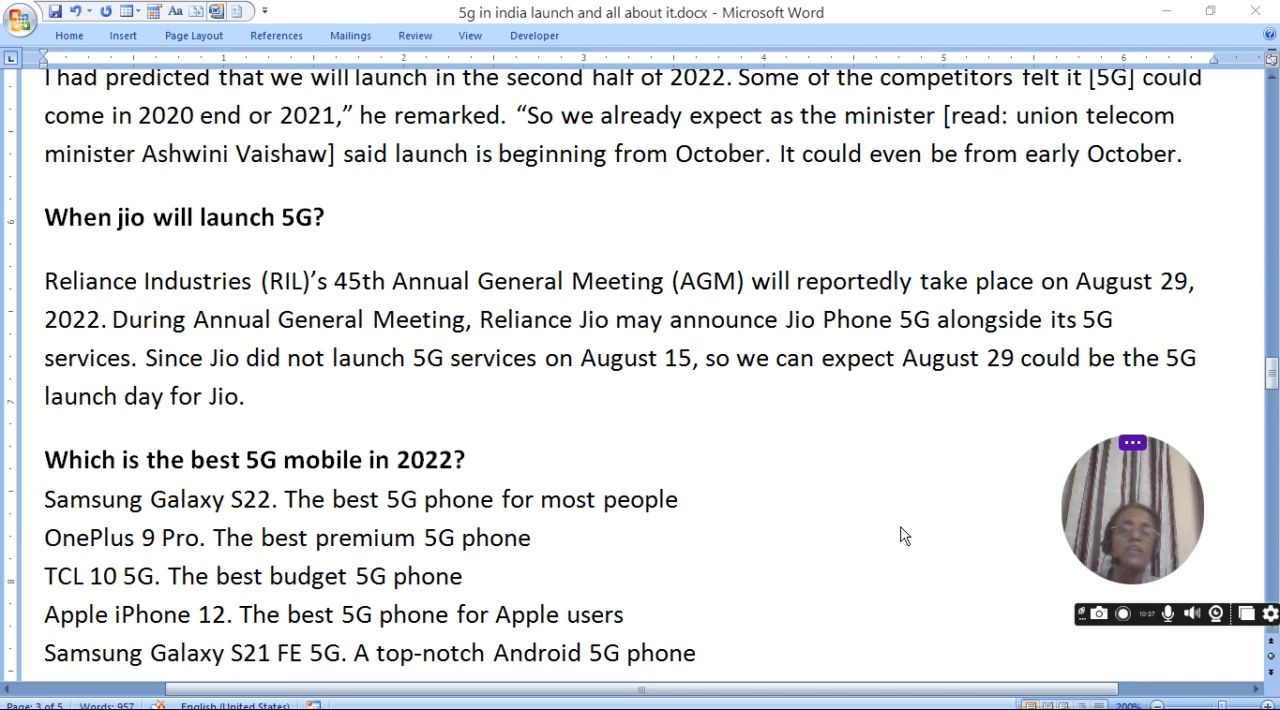 5g in india launch and all about it.docx - Microsoft Word
Home Insert Page Layout References Mailings Review View Developer
1 2 3 4 5 6
I had predicted that we will launch in the second half of 2022. Some of the competitors felt it [5G] could
come in 2020 end or 2021,” he remarked. “So we already expect as the minister [read: union telecom
minister Ashwini Vaishaw] said launch is beginning from October. It could even be from early October.
When jio will launch 5G?
Reliance Industries (RIL)’s 45th Annual General Meeting (AGM) will reportedly take place on August 29,
2022. During Annual General Meeting, Reliance Jio may announce Jio Phone 5G alongside its 5G
services. Since Jio did not launch 5G services on August 15, so we can expect August 29 could be the 5G
launch day for Jio.
Which is the best 5G mobile in 2022?
Samsung Galaxy S22. The best 5G phone for most people
OnePlus 9 Pro. The best premium 5G phone
TCL 10 5G. The best budget 5G phone
Apple iPhone 12. The best 5G phone for Apple users
10:37
Samsung Galaxy S21 FE 5G. A top-notch Android 5G phone
Page: 3 of 5 Words: 957 English (United States) 200%